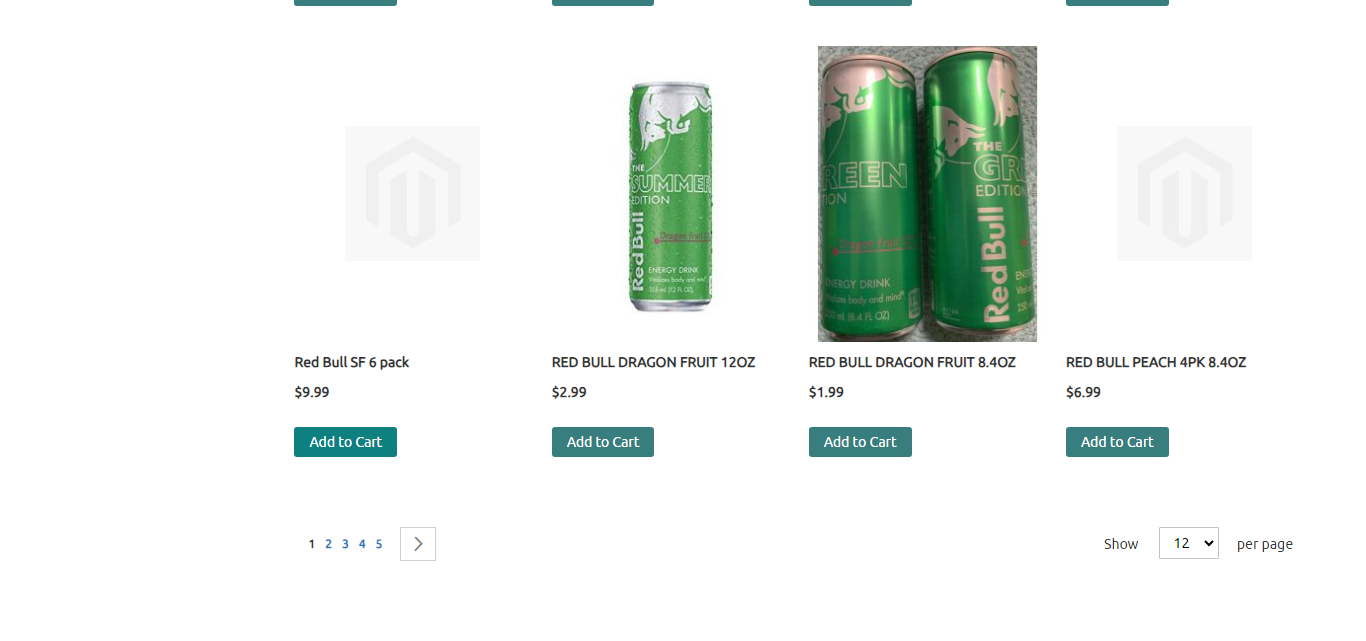 THE
SUMMER
EDITION
Red Bull
Dragon fruit
ENERGY DRINK
Vitalizes body and mind®
355 mL (12 FL OZ)
REEN
TION
Dragon fruit
ENERGY DRINK
Vitalizes body and mind®
250 mL (8.4 FL OZ)
THE
GR
EDITION
Red Bull
ENE
250
Red Bull SF 6 pack
RED BULL DRAGON FRUIT 12OZ
RED BULL DRAGON FRUIT 8.4OZ
RED BULL PEACH 4PK 8.4OZ
$9.99
$2.99
$1.99
$6.99
Add to Cart
Add to Cart
Add to Cart
Add to Cart
1 2 3 4 5
Show 12 per page